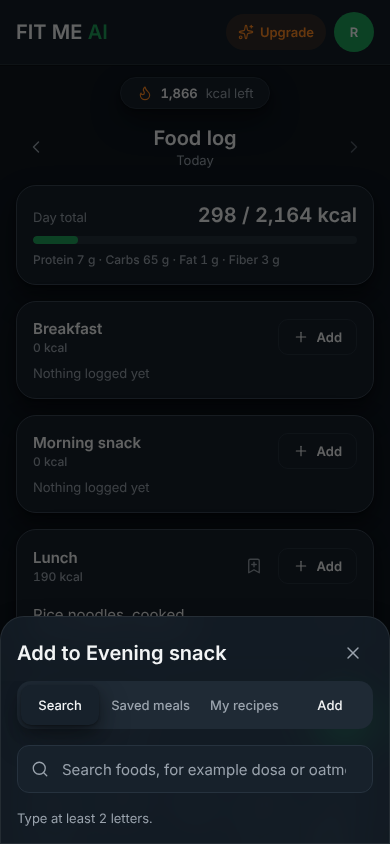 FIT ME AI
Upgrade
R
1,866 kcal left
Food log
Today
Day total
298 / 2,164 kcal
Protein 7 g · Carbs 65 g · Fat 1 g · Fiber 3 g
Breakfast
0 kcal
Add
Nothing logged yet
Morning snack
0 kcal
Add
Nothing logged yet
Lunch
190 kcal
Add
Rice noodles, cooked
Add to Evening snack
Search
Saved meals
My recipes
Add
Search foods, for example dosa or oatm
Type at least 2 letters.